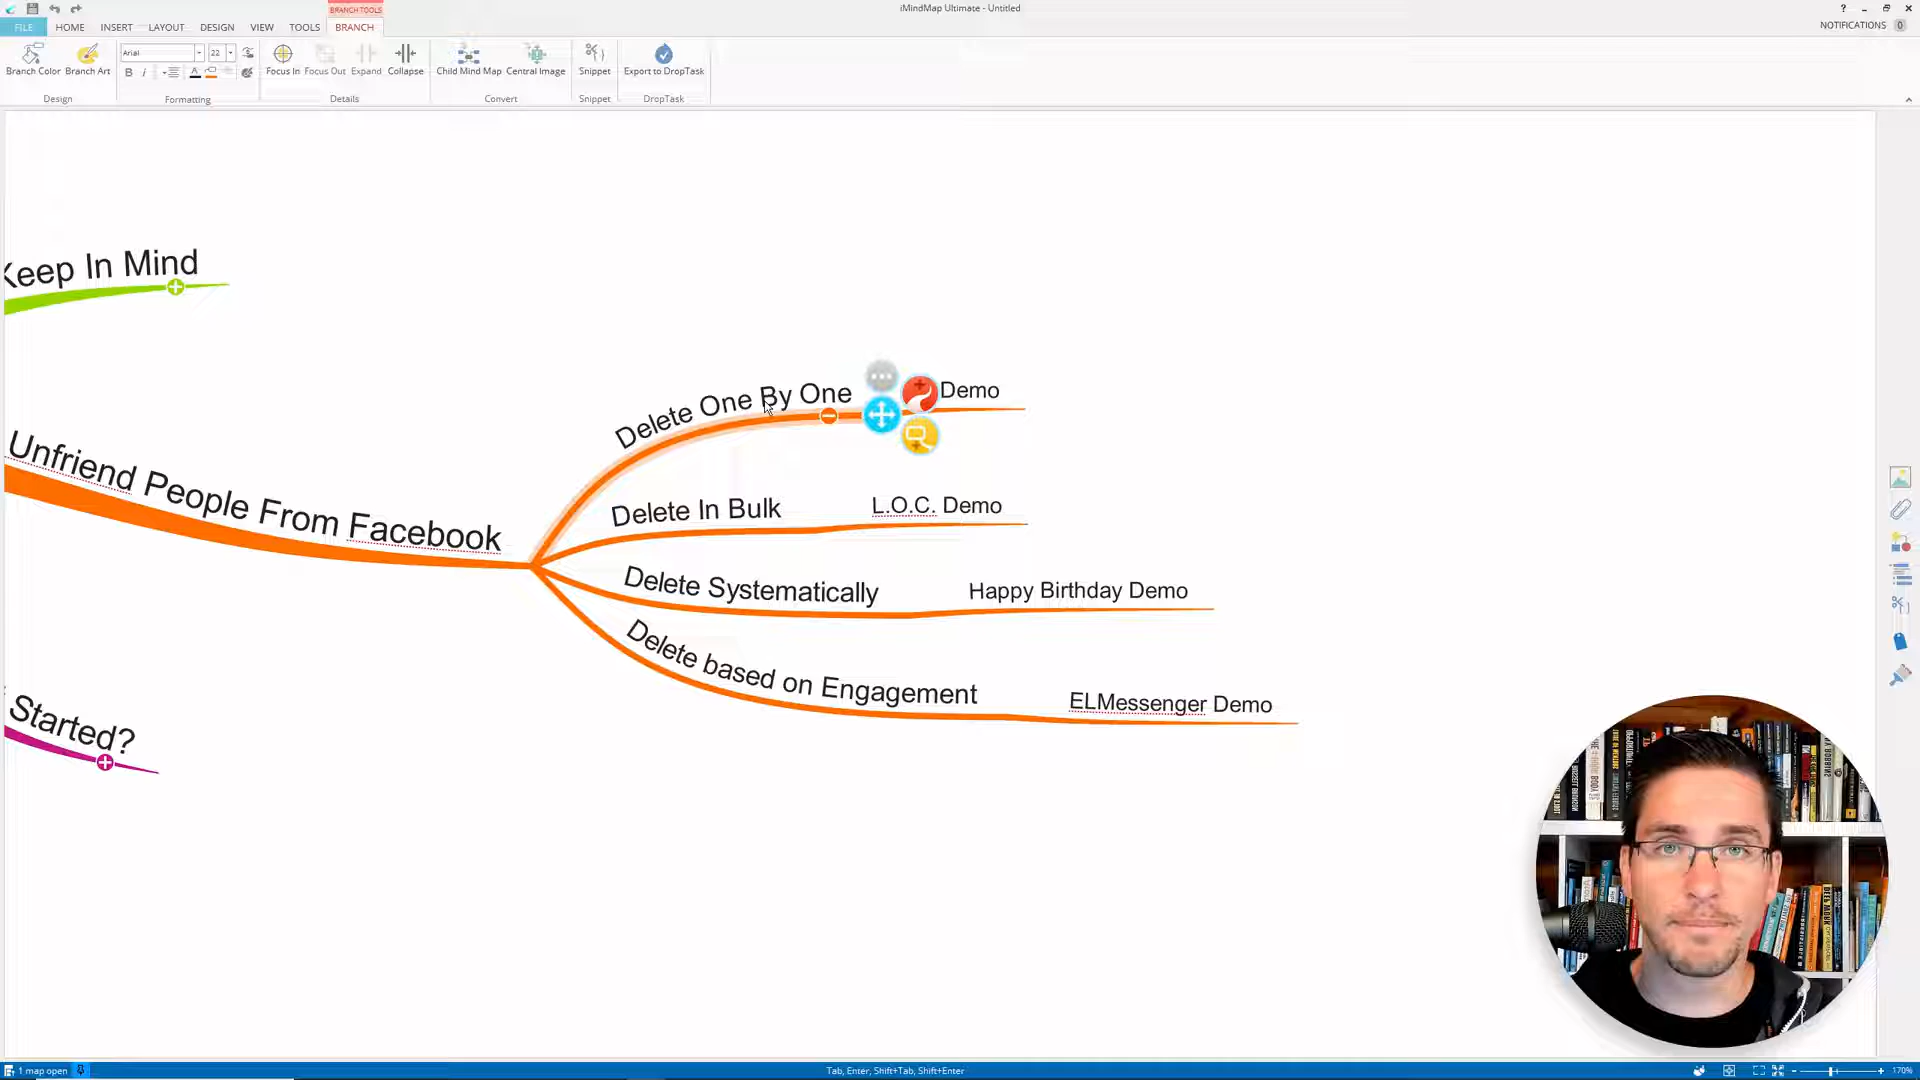 iMindMap Ultimate - Untitled
BRANCH TOOLS
NOTIFICATIONS 0
FILE HOME INSERT LAYOUT DESIGN VIEW TOOLS BRANCH
Arial 22
Branch Color Branch Art
B i A
Focus In Focus Out Expand Collapse
Child Mind Map Central Image
Snippet
Export to DropTask
Design Formatting Details Convert Snippet DropTask
Keep In Mind
Delete One By One
Demo
Unfriend People From Facebook
Delete In Bulk
L.O.C. Demo
Delete Systematically
Happy Birthday Demo
Delete based on Engagement
ELMessenger Demo
Started?
1 map open
Tab, Enter, Shift+Tab, Shift+Enter
170%